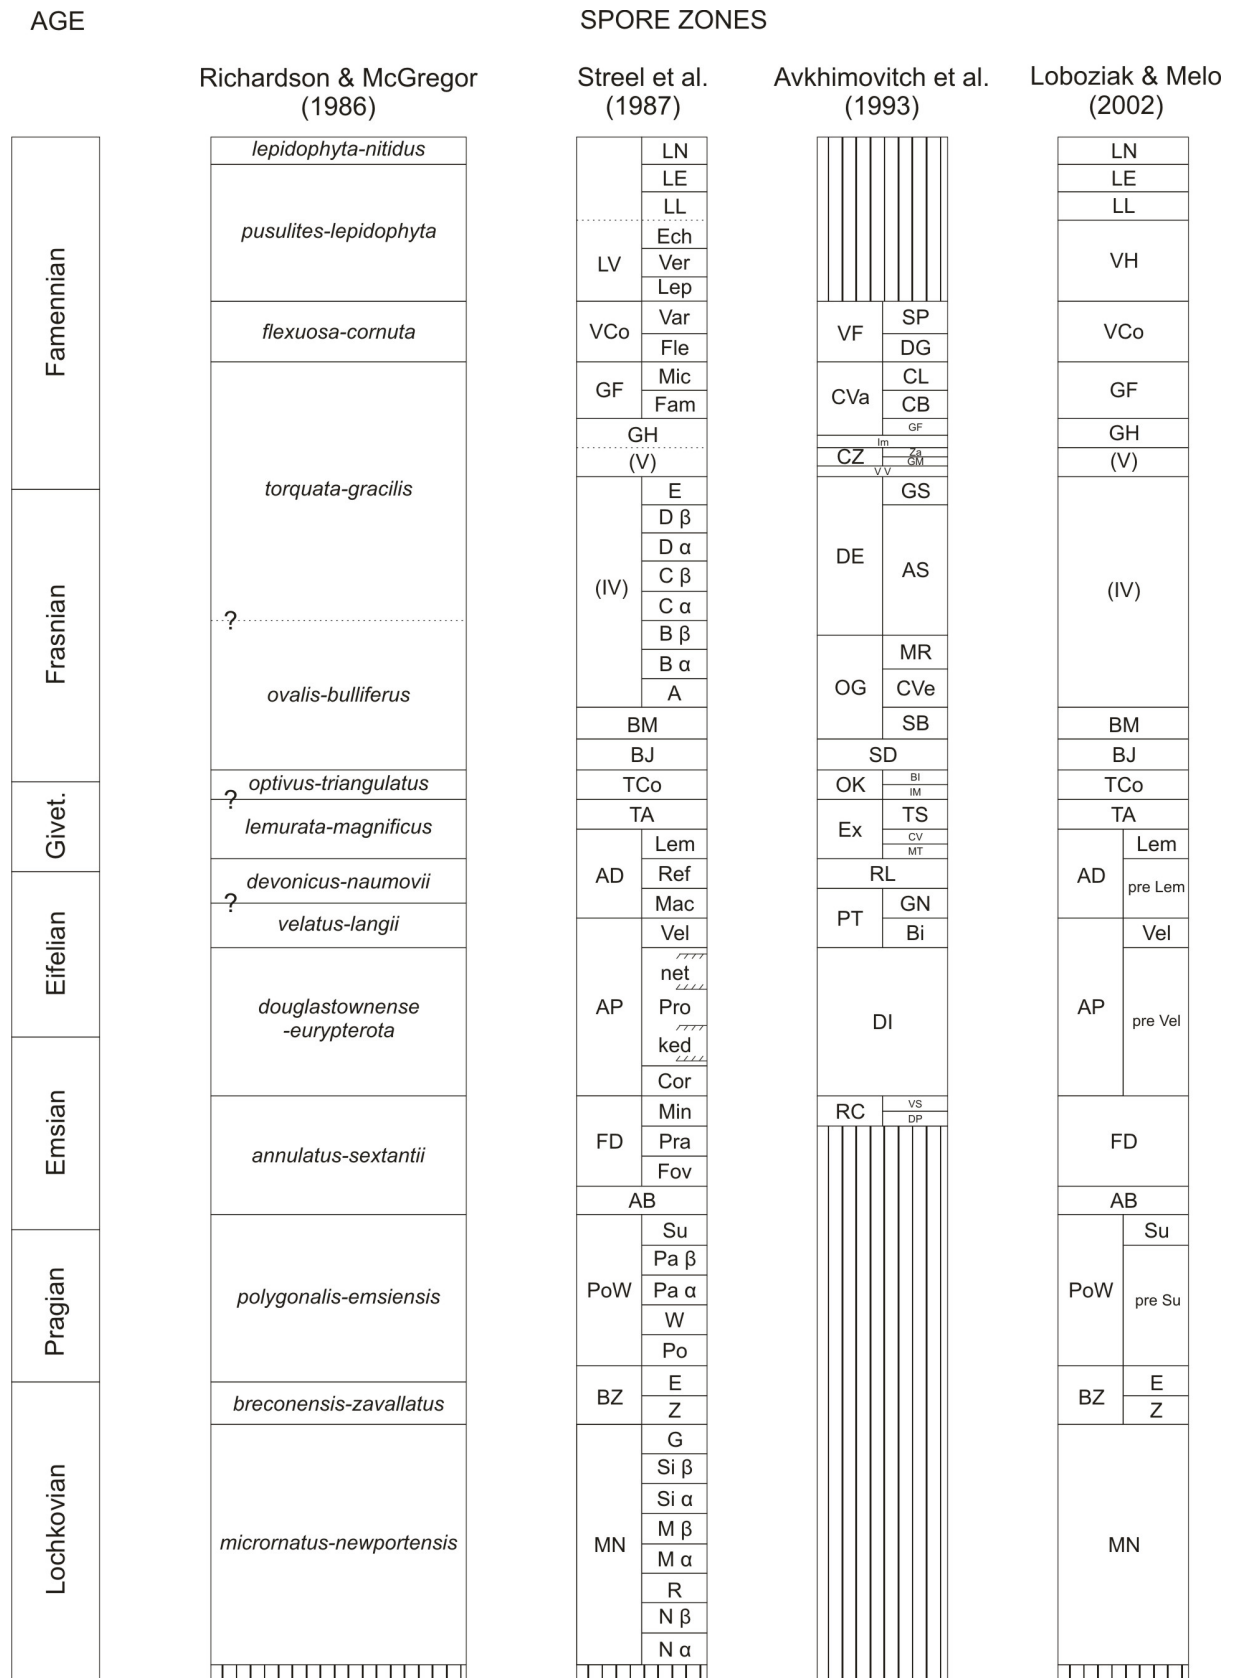 AGE
SPORE ZONES
Richardson & McGregor
(1986)
Streel et al.
(1987)
Avkhimovitch et al.
(1993)
Loboziak & Melo
(2002)
Famennian
Frasnian
Givet.
Eifelian
Emsian
Pragian
Lochkovian
lepidophyta-nitidus
pusulites-lepidophyta
flexuosa-cornuta
torquata-gracilis
?
ovalis-bulliferus
optivus-triangulatus
?
lemurata-magnificus
devonicus-naumovii
?
velatus-langii
douglastownense
-eurypterota
annulatus-sextantii
polygonalis-emsiensis
breconensis-zavallatus
micrornatus-newportensis
LN
LE
LL
LV
Ech
Ver
Lep
VCo
Var
Fle
GF
Mic
Fam
GH
(V)
(IV)
E
D β
D α
C β
C α
B β
B α
A
BM
BJ
TCo
TA
AD
Lem
Ref
Mac
AP
Vel
net
Pro
ked
Cor
FD
Min
Pra
Fov
AB
PoW
Su
Pa β
Pa α
W
Po
BZ
E
Z
MN
G
Si β
Si α
M β
M α
R
N β
N α
VF
SP
DG
CVa
CL
CB
GF
Im
CZ
Za
GM
V V
DE
GS
AS
OG
MR
CVe
SB
SD
OK
BI
IM
Ex
TS
CV
MT
RL
PT
GN
Bi
DI
RC
VS
DP
LN
LE
LL
VH
VCo
GF
GH
(V)
(IV)
BM
BJ
TCo
TA
AD
Lem
pre Lem
AP
Vel
pre Vel
FD
AB
PoW
Su
pre Su
BZ
E
Z
MN